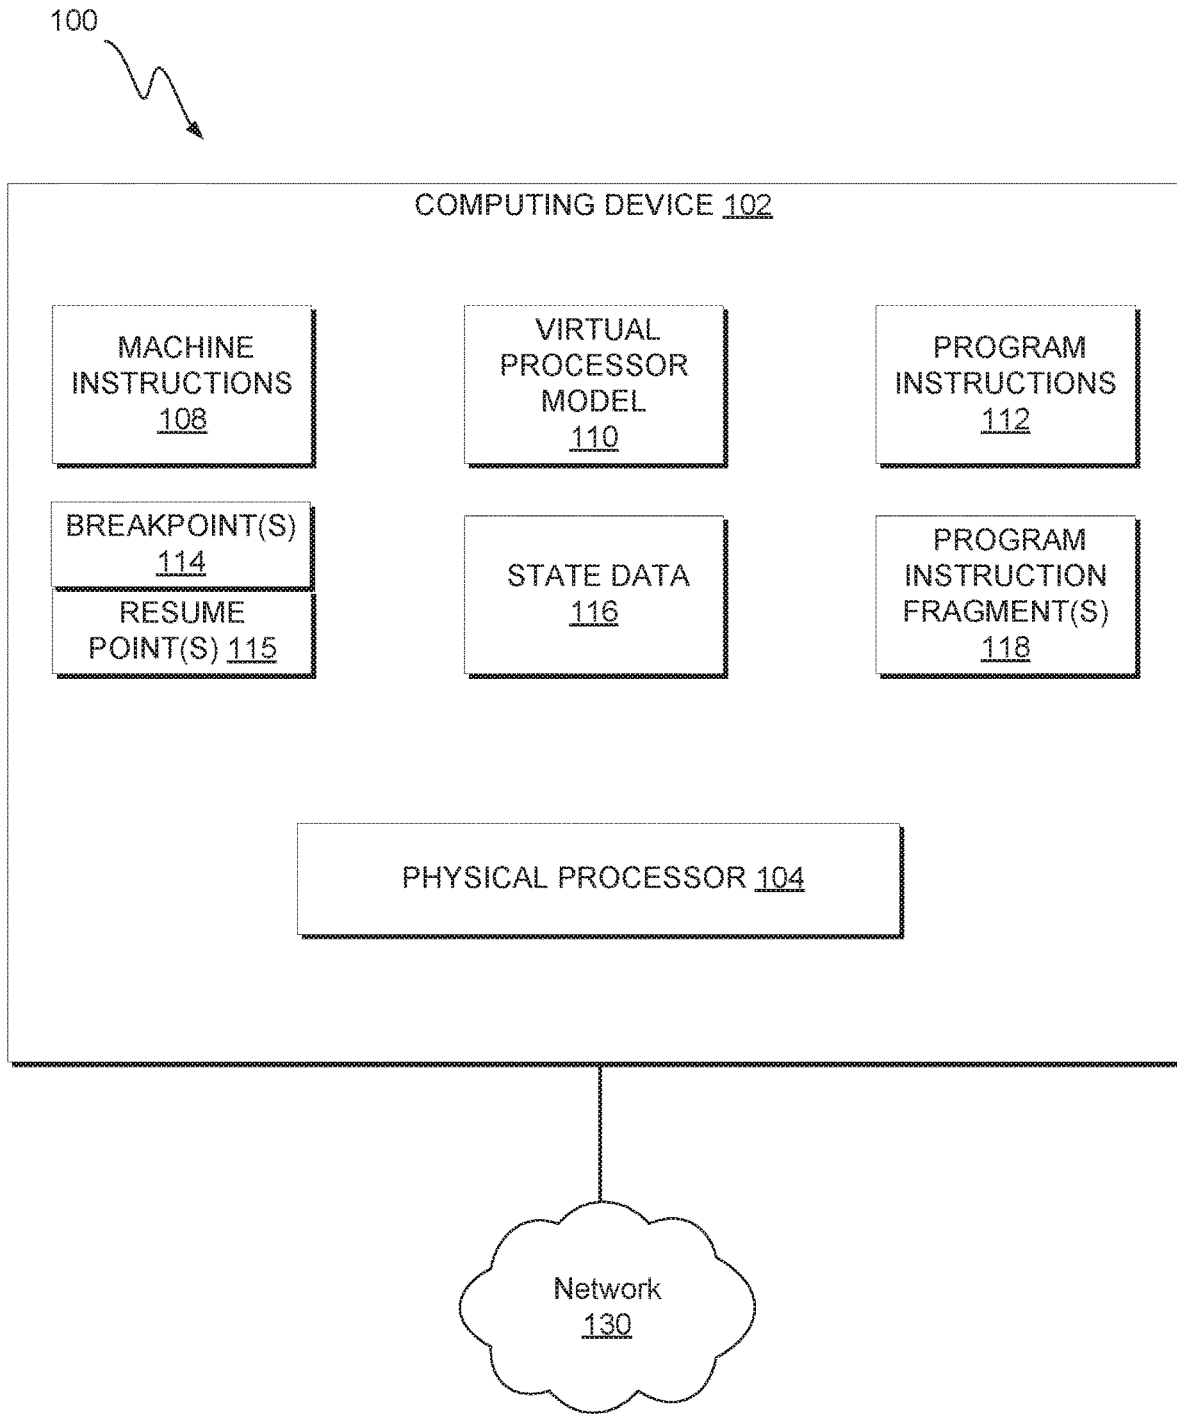 100
COMPUTING DEVICE 102
MACHINE
INSTRUCTIONS
108
VIRTUAL
PROCESSOR
MODEL
110
PROGRAM
INSTRUCTIONS
112
BREAKPOINT(S)
114
RESUME
POINT(S) 115
STATE DATA
116
PROGRAM
INSTRUCTION
FRAGMENT(S)
118
PHYSICAL PROCESSOR 104
Network
130